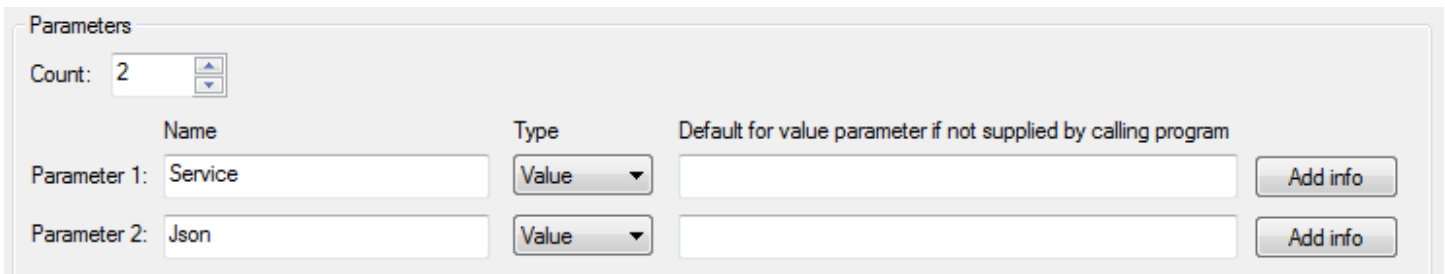 Parameters
Count: 2
Name Type Default for value parameter if not supplied by calling program
Parameter 1: Service Value Add info
Parameter 2: Json Value Add info